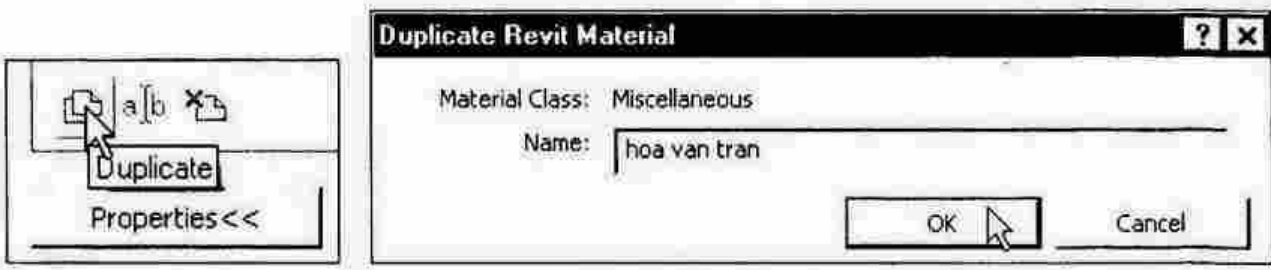 a b
Duplicate
Properties<<
Duplicate Revit Material ? X
Material Class: Miscellaneous
Name: hoa van tran
OK Cancel